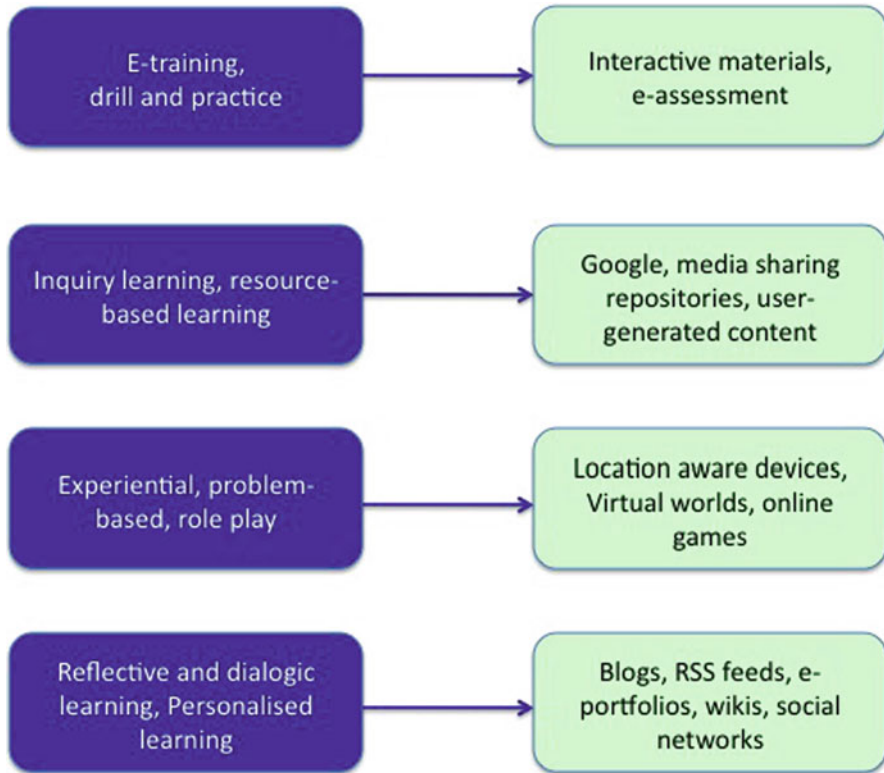 E-training,
drill and practice
Interactive materials,
e-assessment
Inquiry learning, resource-
based learning
Google, media sharing
repositories, user-
generated content
Experiential, problem-
based, role play
Location aware devices,
Virtual worlds, online
games
Reflective and dialogic
learning, Personalised
learning
Blogs, RSS feeds, e-
portfolios, wikis, social
networks